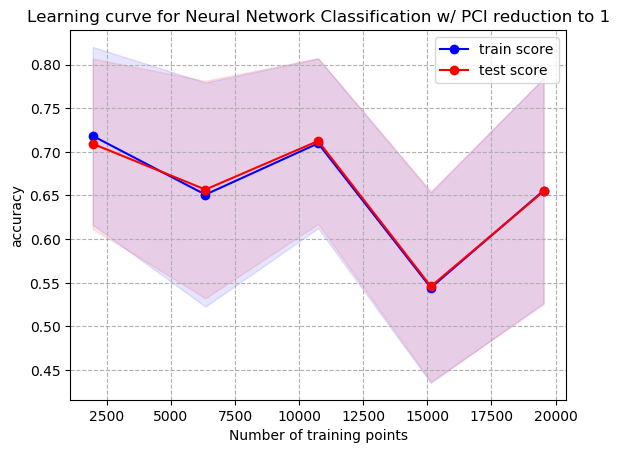 Learning curve for Neural Network Classification w/ PCI reduction to 1
train score
test score
0.80
0.75
0.70
0.65
0.60
0.55
0.50
0.45
accuracy
2500 5000 7500 10000 12500 15000 17500 20000
Number of training points